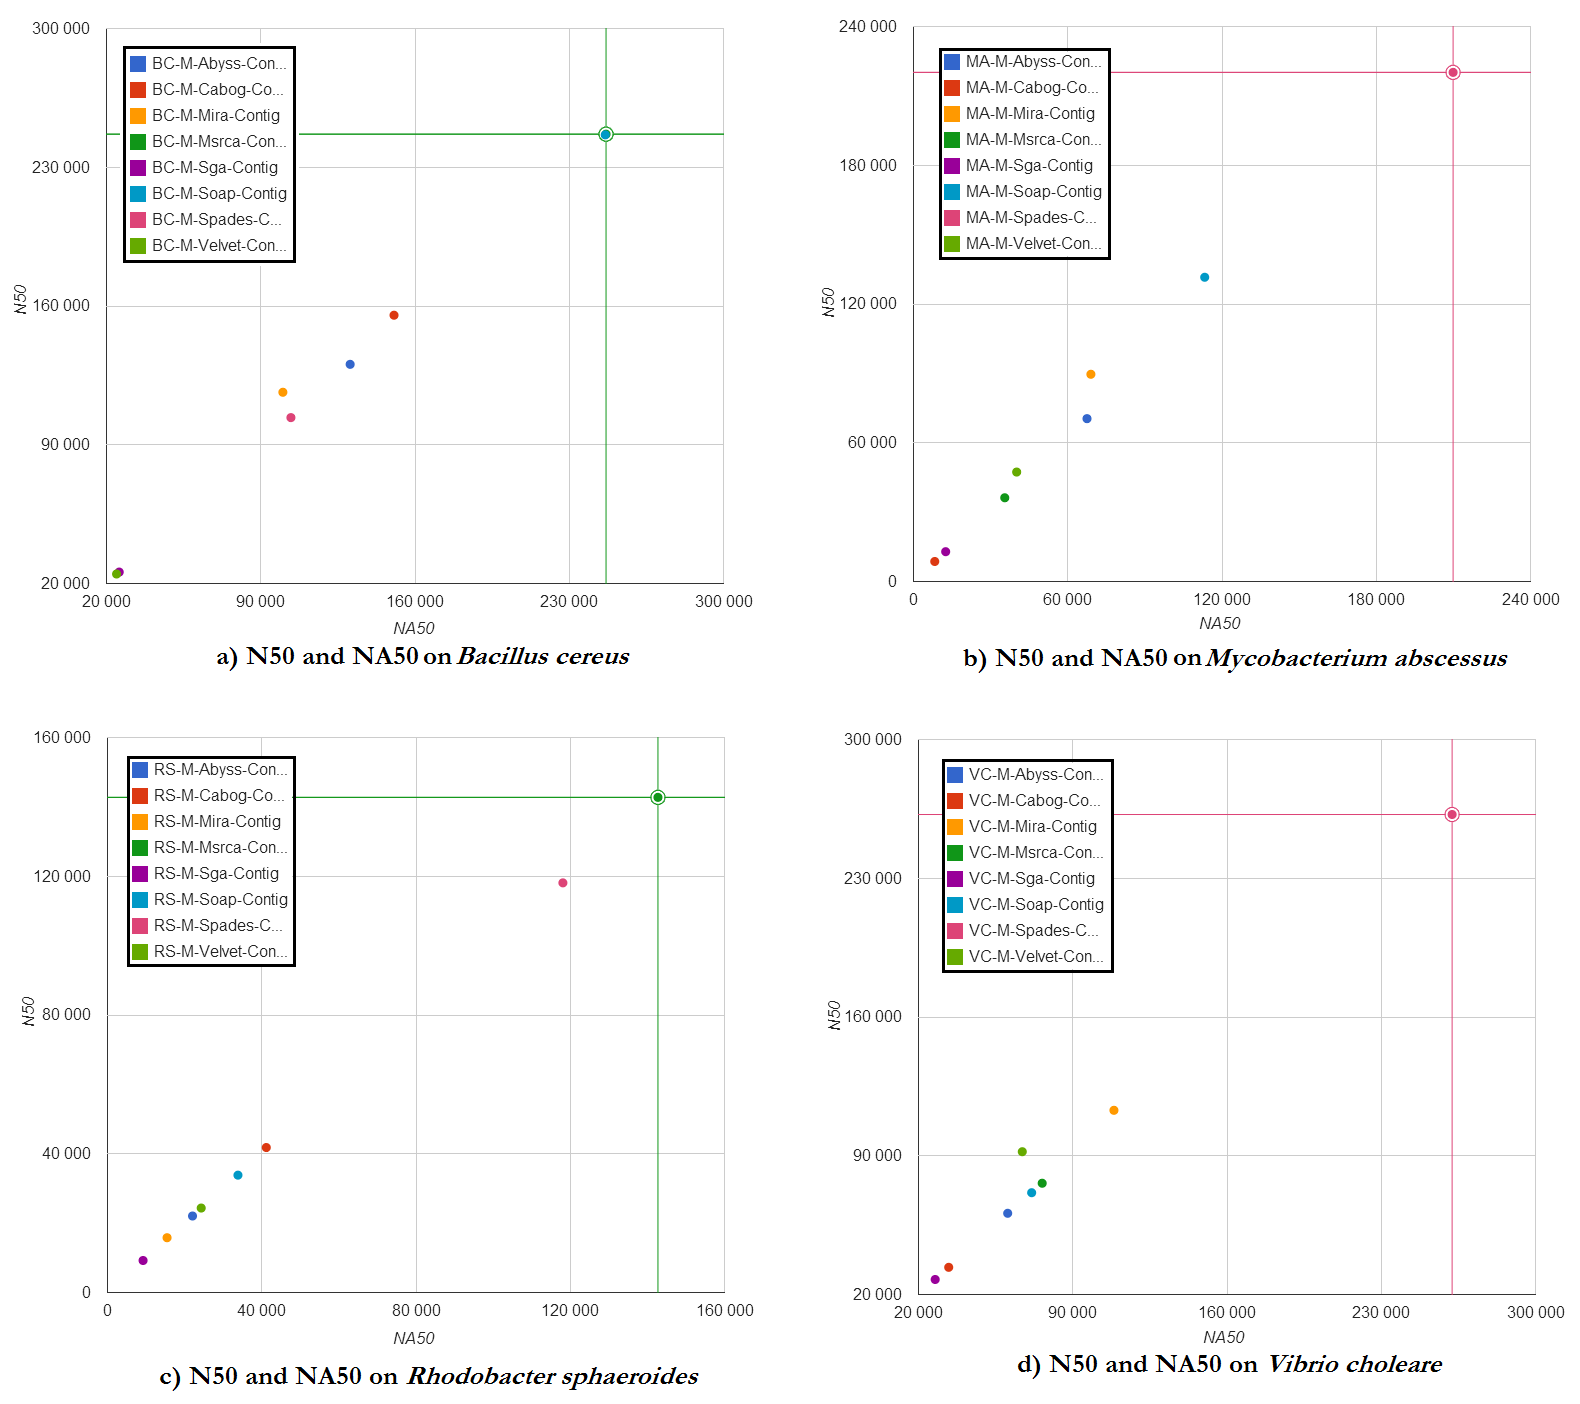 300 000
230 000
160 000
90 000
20 000
N50
BC-M-Abyss-Con...
BC-M-Cabog-Co...
BC-M-Mira-Contig
BC-M-Msrca-Con...
BC-M-Sga-Contig
BC-M-Soap-Contig
BC-M-Spades-C...
BC-M-Velvet-Con...
20 000 90 000 160 000 230 000 300 000
NA50
a) N50 and NA50 on Bacillus cereus
240 000
180 000
120 000
60 000
0
N50
MA-M-Abyss-Con...
MA-M-Cabog-Co...
MA-M-Mira-Contig
MA-M-Msrca-Con...
MA-M-Sga-Contig
MA-M-Soap-Contig
MA-M-Spades-C...
MA-M-Velvet-Con...
0 60 000 120 000 180 000 240 000
NA50
b) N50 and NA50 on Mycobacterium abscessus
160 000
120 000
80 000
40 000
0
N50
RS-M-Abyss-Con...
RS-M-Cabog-Co...
RS-M-Mira-Contig
RS-M-Msrca-Con...
RS-M-Sga-Contig
RS-M-Soap-Contig
RS-M-Spades-C...
RS-M-Velvet-Con...
0 40 000 80 000 120 000 160 000
NA50
c) N50 and NA50 on Rhodobacter sphaeroides
300 000
230 000
160 000
90 000
20 000
N50
VC-M-Abyss-Con...
VC-M-Cabog-Co...
VC-M-Mira-Contig
VC-M-Msrca-Con...
VC-M-Sga-Contig
VC-M-Soap-Contig
VC-M-Spades-C...
VC-M-Velvet-Con...
20 000 90 000 160 000 230 000 300 000
NA50
d) N50 and NA50 on Vibrio choleare